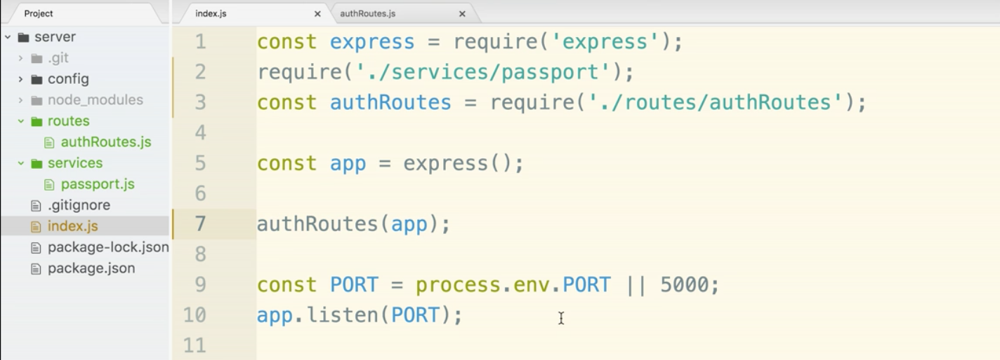 Project
index.js
authRoutes.js
server
.git
config
node_modules
routes
authRoutes.js
services
passport.js
.gitignore
index.js
package-lock.json
package.json
1 const express = require('express');
2 require('./services/passport');
3 const authRoutes = require('./routes/authRoutes');
4
5 const app = express();
6
7 authRoutes(app);
8
9 const PORT = process.env.PORT || 5000;
10 app.listen(PORT);
11